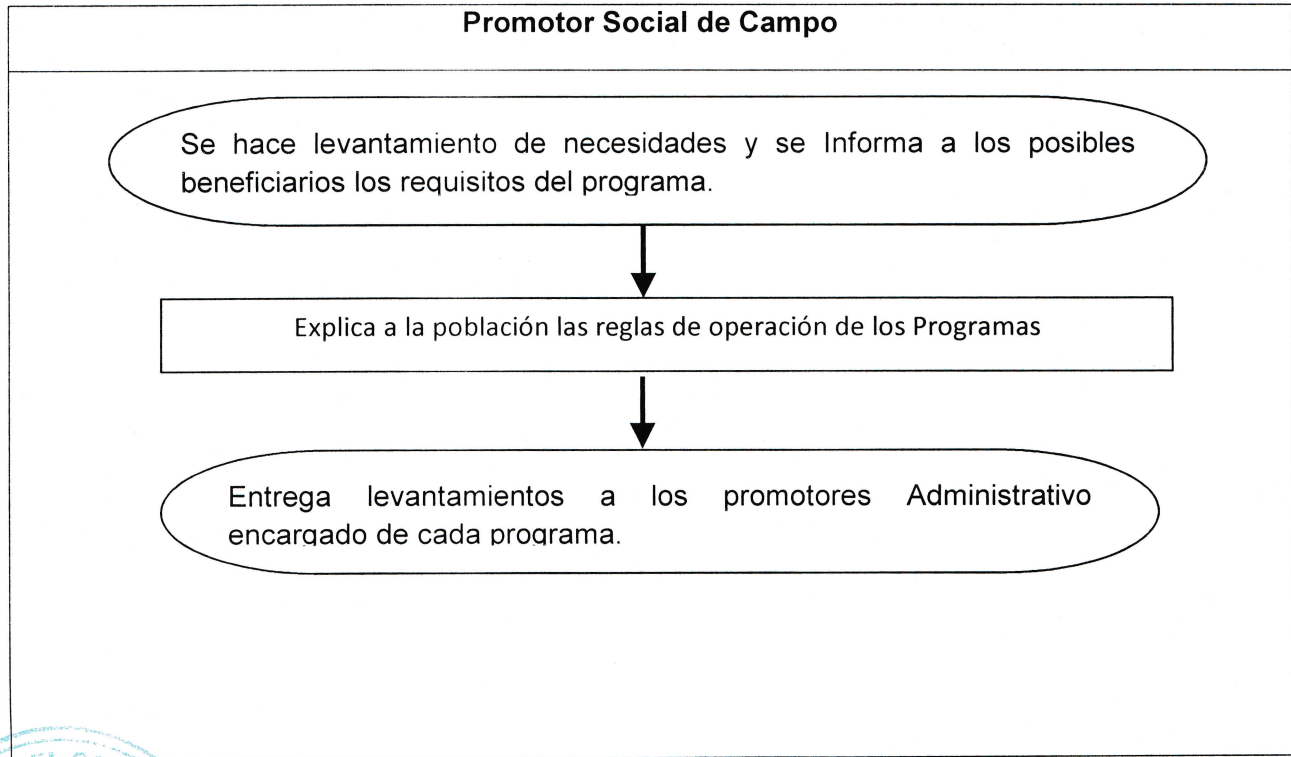 Promotor Social de Campo
Se hace levantamiento de necesidades y se Informa a los posibles
beneficiarios los requisitos del programa.
Explica a la población las reglas de operación de los Programas
Entrega levantamientos a los promotores Administrativo
encargado de cada programa.